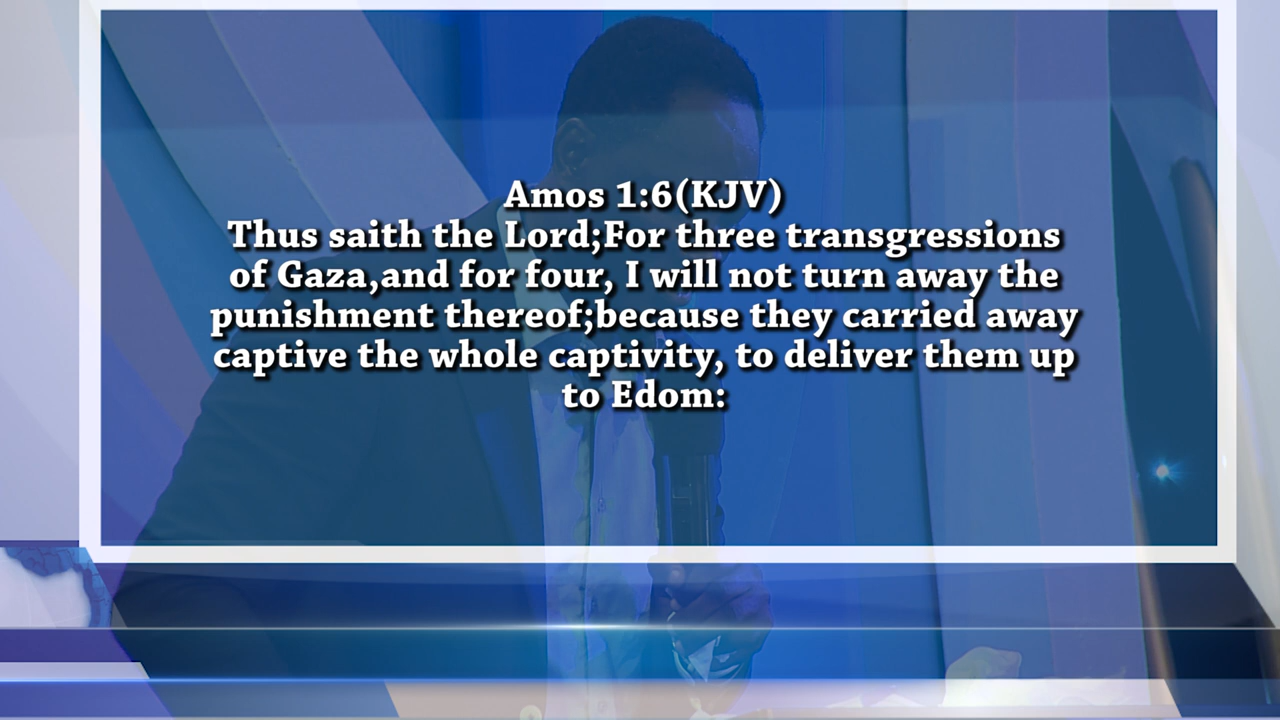 Amos 1:6(KJV)
Thus saith the Lord;For three transgressions
of Gaza,and for four, I will not turn away the
punishment thereof;because they carried away
captive the whole captivity, to deliver them up
to Edom: